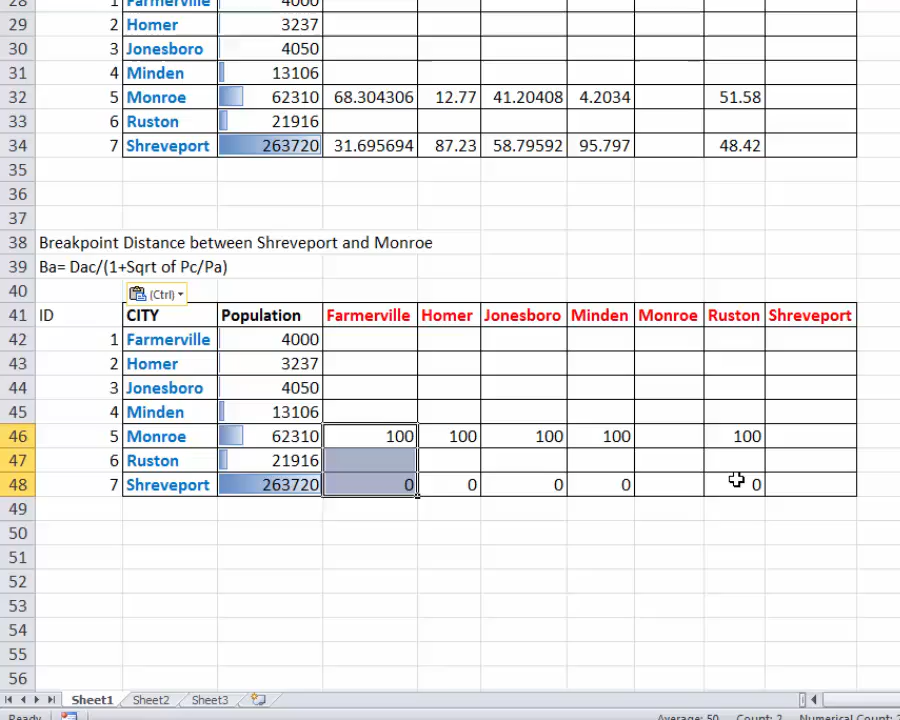 28 1 Farmerville 4000
29 2 Homer 3237
30 3 Jonesboro 4050
31 4 Minden 13106
32 5 Monroe 62310 68.304306 12.77 41.20408 4.2034 51.58
33 6 Ruston 21916
34 7 Shreveport 263720 31.695694 87.23 58.79592 95.797 48.42
35
36
37
38 Breakpoint Distance between Shreveport and Monroe
39 Ba= Dac/(1+Sqrt of Pc/Pa)
40 (Ctrl)
41 ID CITY Population Farmerville Homer Jonesboro Minden Monroe Ruston Shreveport
42 1 Farmerville 4000
43 2 Homer 3237
44 3 Jonesboro 4050
45 4 Minden 13106
46 5 Monroe 62310 100 100 100 100 100
47 6 Ruston 21916
48 7 Shreveport 263720 0 0 0 0 0
49
50
51
52
53
54
55
56
Sheet1 Sheet2 Sheet3
Ready Average: 50 Count: 2 Numerical Count: